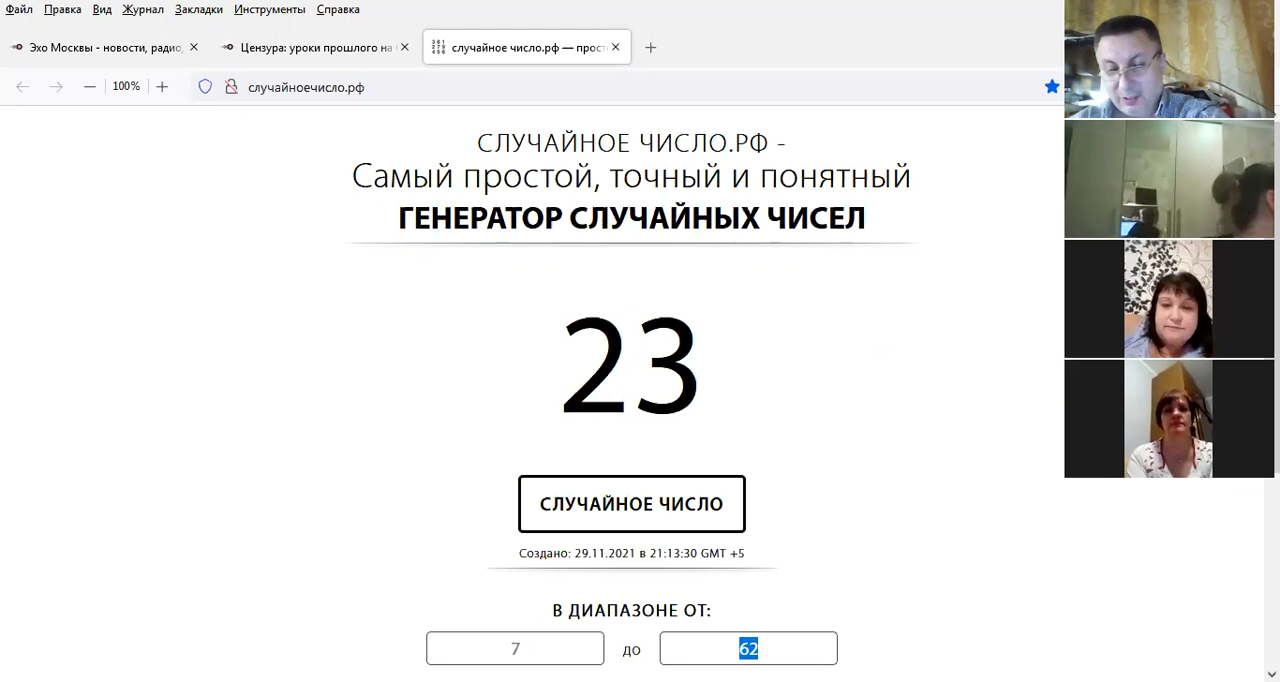 Файл Правка Вид Журнал Закладки Инструменты Справка
Эхо Москвы - новости, радио,
Цензура: уроки прошлого на
случайное число.рф — прост
100%
случайноечисло.рф
СЛУЧАЙНОЕ ЧИСЛО.РФ -
Самый простой, точный и понятный
ГЕНЕРАТОР СЛУЧАЙНЫХ ЧИСЕЛ
23
СЛУЧАЙНОЕ ЧИСЛО
Создано: 29.11.2021 в 21:13:30 GMT +5
В ДИАПАЗОНЕ ОТ:
7 до 62